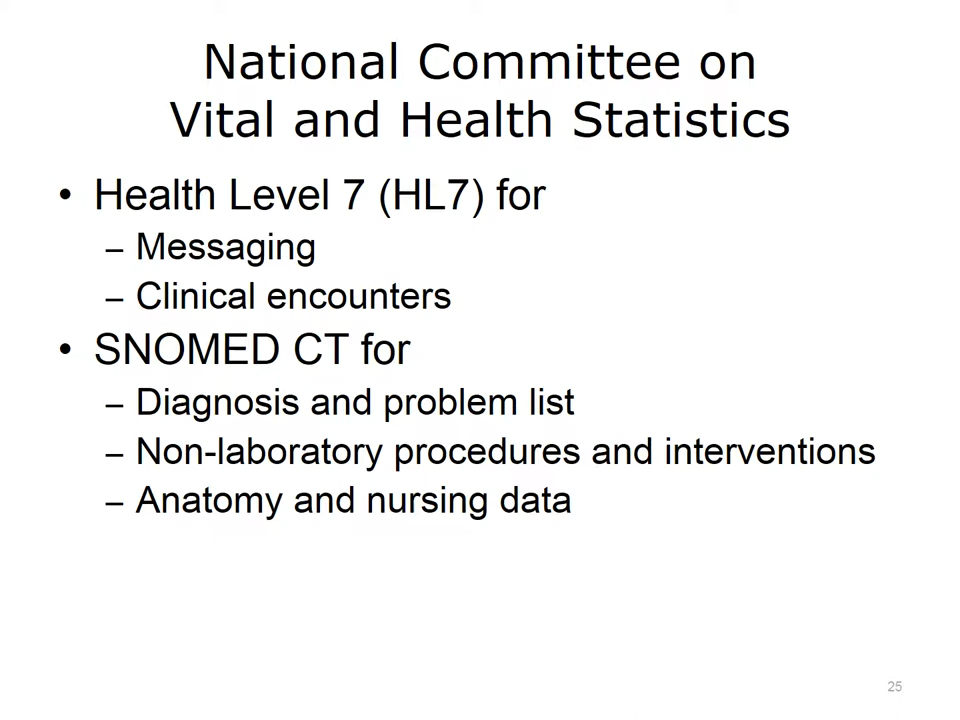 National Committee on
Vital and Health Statistics
• Health Level 7 (HL7) for
– Messaging
– Clinical encounters
• SNOMED CT for
– Diagnosis and problem list
– Non-laboratory procedures and interventions
– Anatomy and nursing data
25